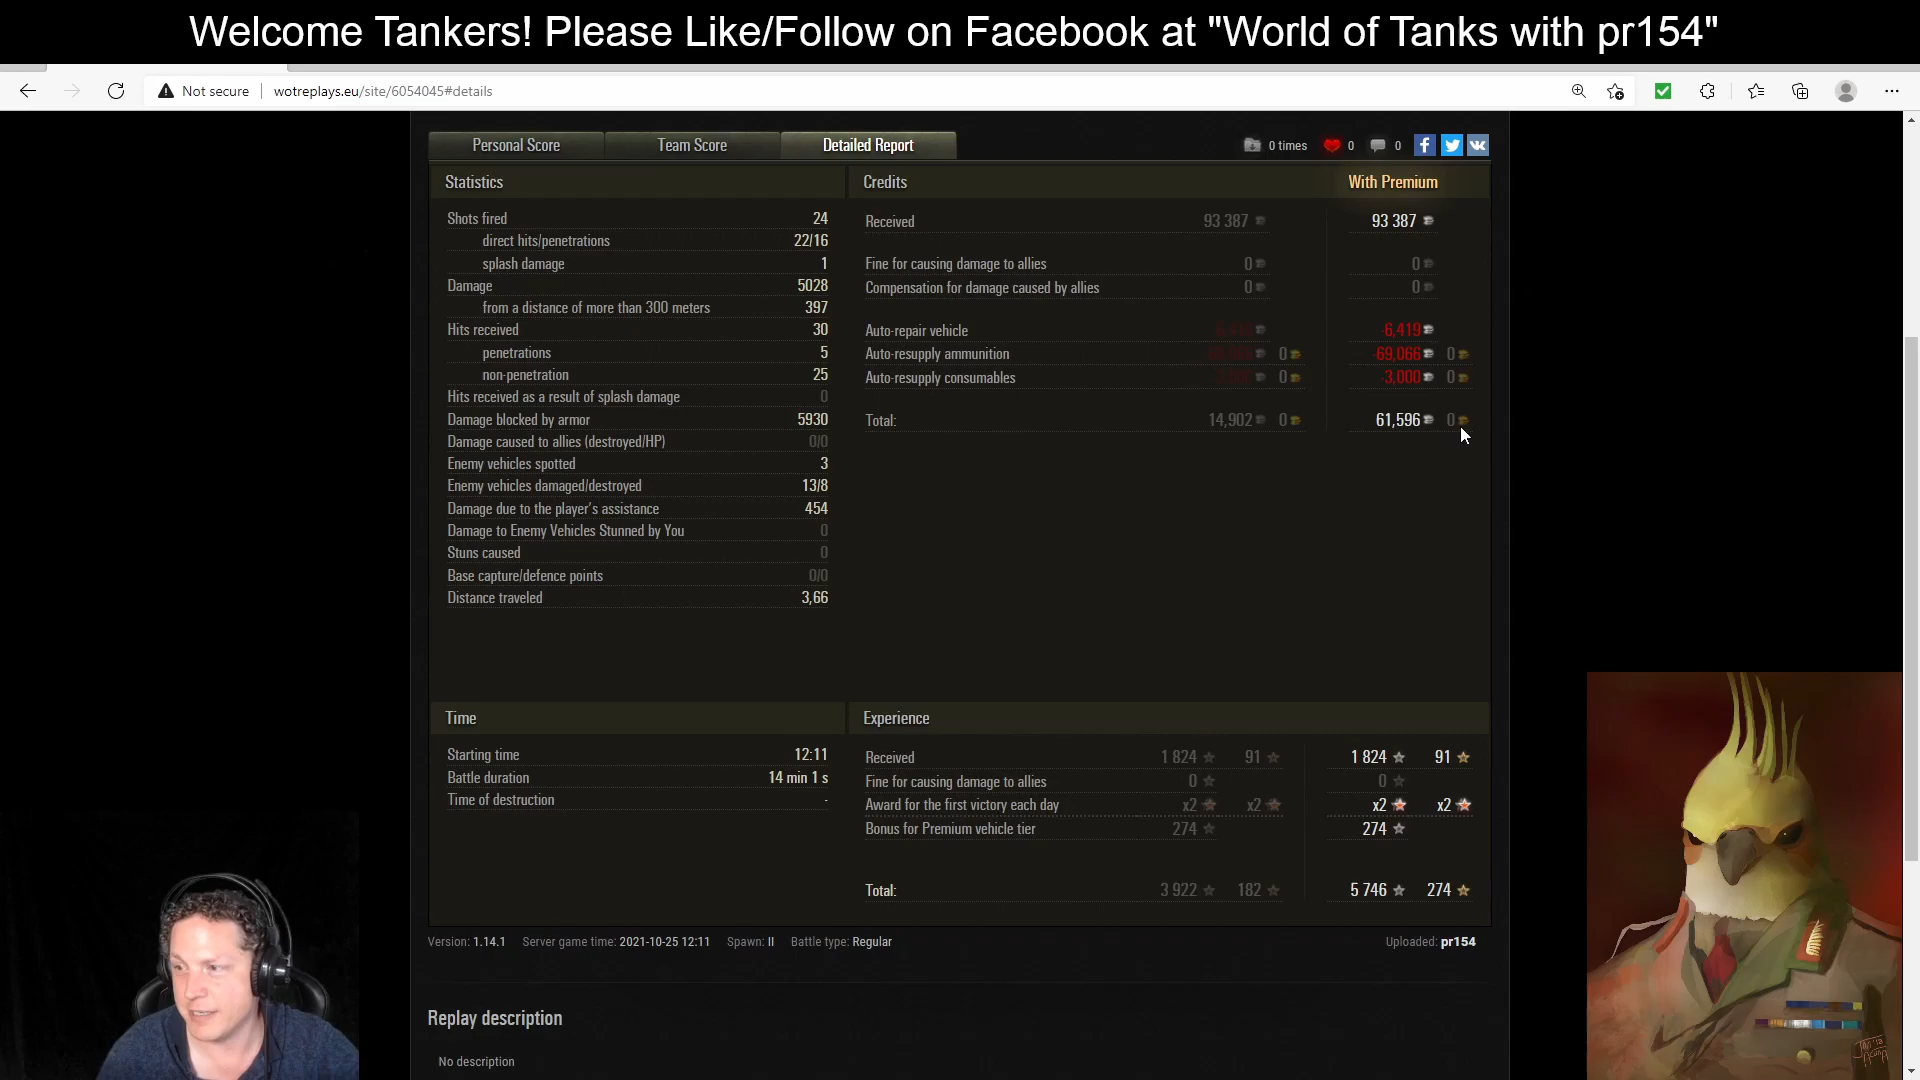 Welcome Tankers! Please Like/Follow on Facebook at "World of Tanks with pr154"
Not secure wotreplays.eu/site/6054045#details
Personal Score Team Score Detailed Report 0 times 0 0
Statistics Credits With Premium
Shots fired 24
direct hits/penetrations 22/16
splash damage 1
Damage 5028
from a distance of more than 300 meters 397
Hits received 30
penetrations 5
non-penetration 25
Hits received as a result of splash damage 0
Damage blocked by armor 5930
Damage caused to allies (destroyed/HP) 0/0
Enemy vehicles spotted 3
Enemy vehicles damaged/destroyed 13/8
Damage due to the player's assistance 454
Damage to Enemy Vehicles Stunned by You 0
Stuns caused 0
Base capture/defence points 0/0
Distance traveled 3,66
Received 93 387 93 387
Fine for causing damage to allies 0 0
Compensation for damage caused by allies 0 0
Auto-repair vehicle -6,419
Auto-resupply ammunition 0 -69,066 0
Auto-resupply consumables 0 -3,000 0
Total: 14,902 0 61,596 0
Time
Starting time 12:11
Battle duration 14 min 1 s
Time of destruction -
Experience
Received 1 824 91 1 824 91
Fine for causing damage to allies 0 0
Award for the first victory each day x2 x2 x2 x2
Bonus for Premium vehicle tier 274 274
Total: 3 922 182 5 746 274
Version: 1.14.1 Server game time: 2021-10-25 12:11 Spawn: II Battle type: Regular Uploaded: pr154
Replay description
No description